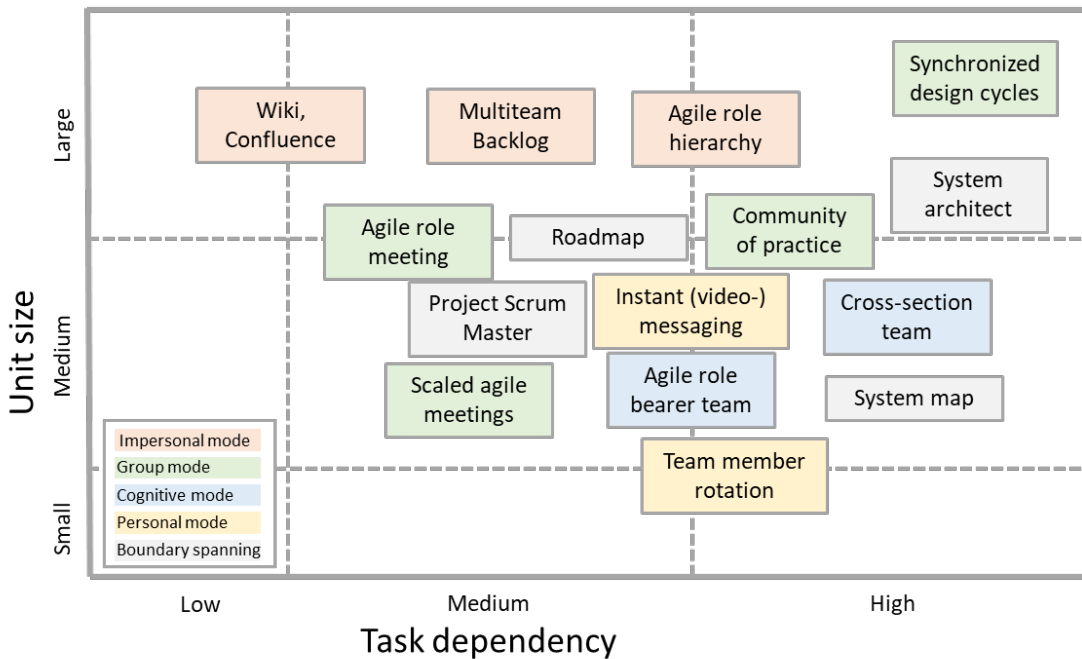 Synchronized
design cycles
Wiki,
Confluence
Multiteam
Backlog
Agile role
hierarchy
System
architect
Agile role
meeting
Roadmap
Community
of practice
Project Scrum
Master
Instant (video-)
messaging
Cross-section
team
Scaled agile
meetings
Agile role
bearer team
System map
Team member
rotation
Impersonal mode
Group mode
Cognitive mode
Personal mode
Boundary spanning
Unit size
Large
Medium
Small
Low
Medium
High
Task dependency